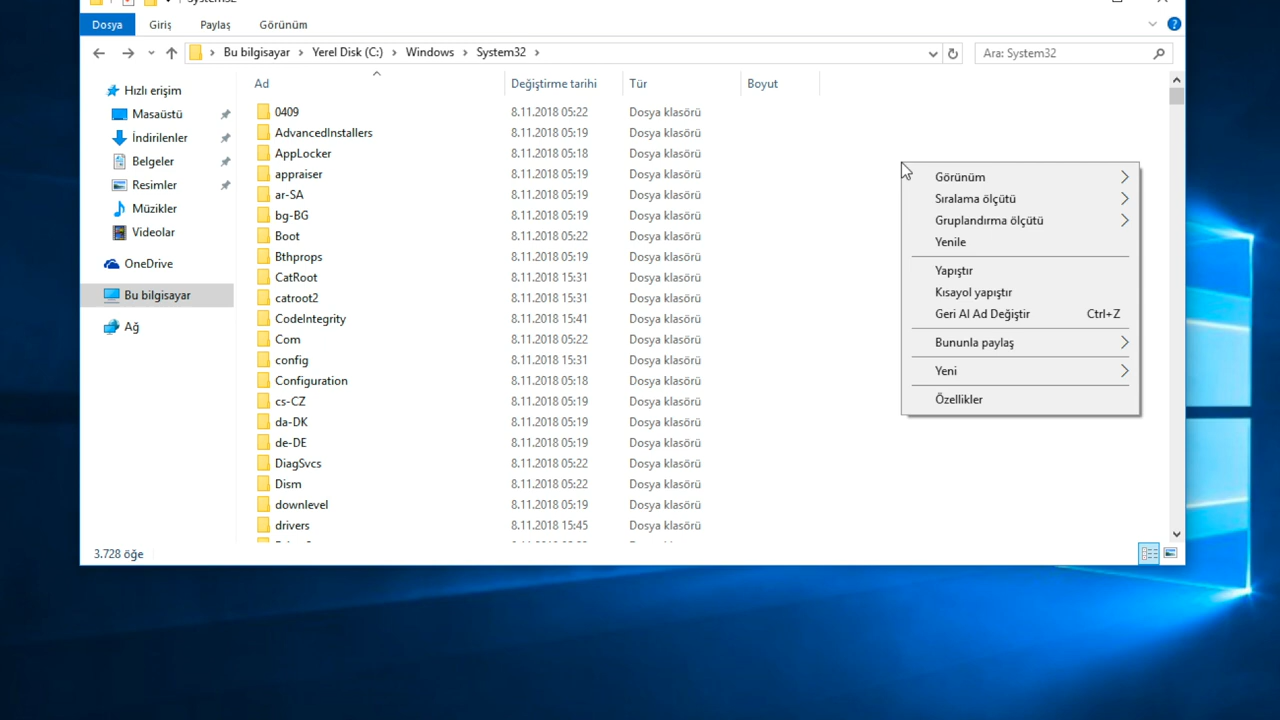 System32
Dosya Giriş Paylaş Görünüm
Bu bilgisayar Yerel Disk (C:) Windows System32 Ara: System32
Ad Değiştirme tarihi Tür Boyut
Hızlı erişim
Masaüstü
İndirilenler
Belgeler
Resimler
Müzikler
Videolar
OneDrive
Bu bilgisayar
Ağ
0409 8.11.2018 05:22 Dosya klasörü
AdvancedInstallers 8.11.2018 05:19 Dosya klasörü
AppLocker 8.11.2018 05:18 Dosya klasörü
appraiser 8.11.2018 05:19 Dosya klasörü
ar-SA 8.11.2018 05:19 Dosya klasörü
bg-BG 8.11.2018 05:19 Dosya klasörü
Boot 8.11.2018 05:22 Dosya klasörü
Bthprops 8.11.2018 05:19 Dosya klasörü
CatRoot 8.11.2018 15:31 Dosya klasörü
catroot2 8.11.2018 15:31 Dosya klasörü
CodeIntegrity 8.11.2018 15:41 Dosya klasörü
Com 8.11.2018 05:22 Dosya klasörü
config 8.11.2018 15:31 Dosya klasörü
Configuration 8.11.2018 05:18 Dosya klasörü
cs-CZ 8.11.2018 05:19 Dosya klasörü
da-DK 8.11.2018 05:19 Dosya klasörü
de-DE 8.11.2018 05:19 Dosya klasörü
DiagSvcs 8.11.2018 05:22 Dosya klasörü
Dism 8.11.2018 05:22 Dosya klasörü
downlevel 8.11.2018 05:19 Dosya klasörü
drivers 8.11.2018 15:45 Dosya klasörü
Görünüm
Sıralama ölçütü
Gruplandırma ölçütü
Yenile
Yapıştır
Kısayol yapıştır
Geri Al Ad Değiştir Ctrl+Z
Bununla paylaş
Yeni
Özellikler
3.728 öğe